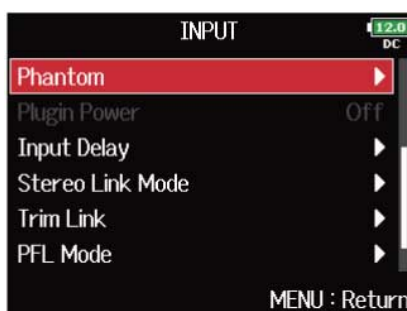 INPUT
12.0
DC
Phantom
Plugin Power Off
Input Delay
Stereo Link Mode
Trim Link
PFL Mode
MENU : Return